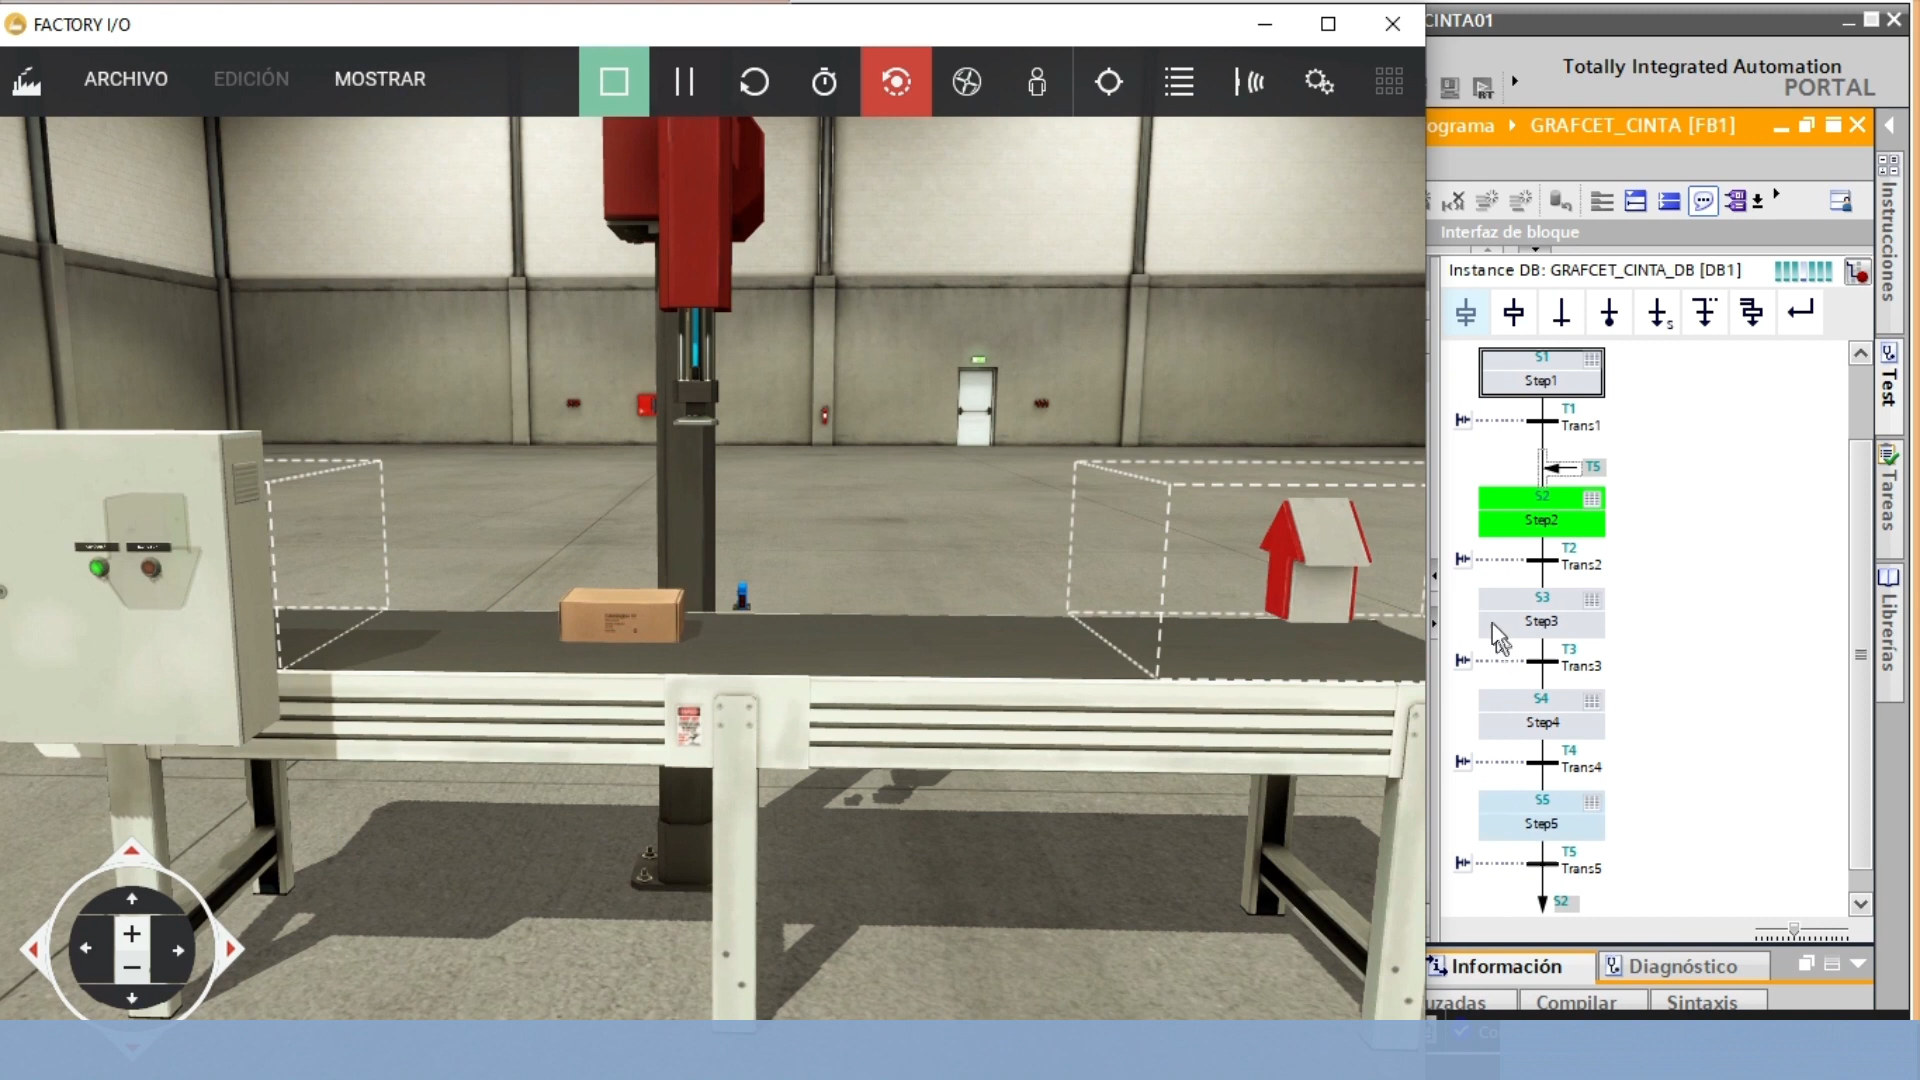 FACTORY I/O
ARCHIVO
EDICIÓN
MOSTRAR
CINTA01
Totally Integrated Automation
PORTAL
ograma
GRAFCET_CINTA [FB1]
Interfaz de bloque
Instance DB: GRAFCET_CINTA_DB [DB1]
S1
Step1
T1
Trans1
T5
S2
Step2
T2
Trans2
S3
Step3
T3
Trans3
S4
Step4
T4
Trans4
S5
Step5
T5
Trans5
S2
Instrucciones
Test
Tareas
Librerías
Información
Diagnóstico
uzadas
Compilar
Sintaxis
Co